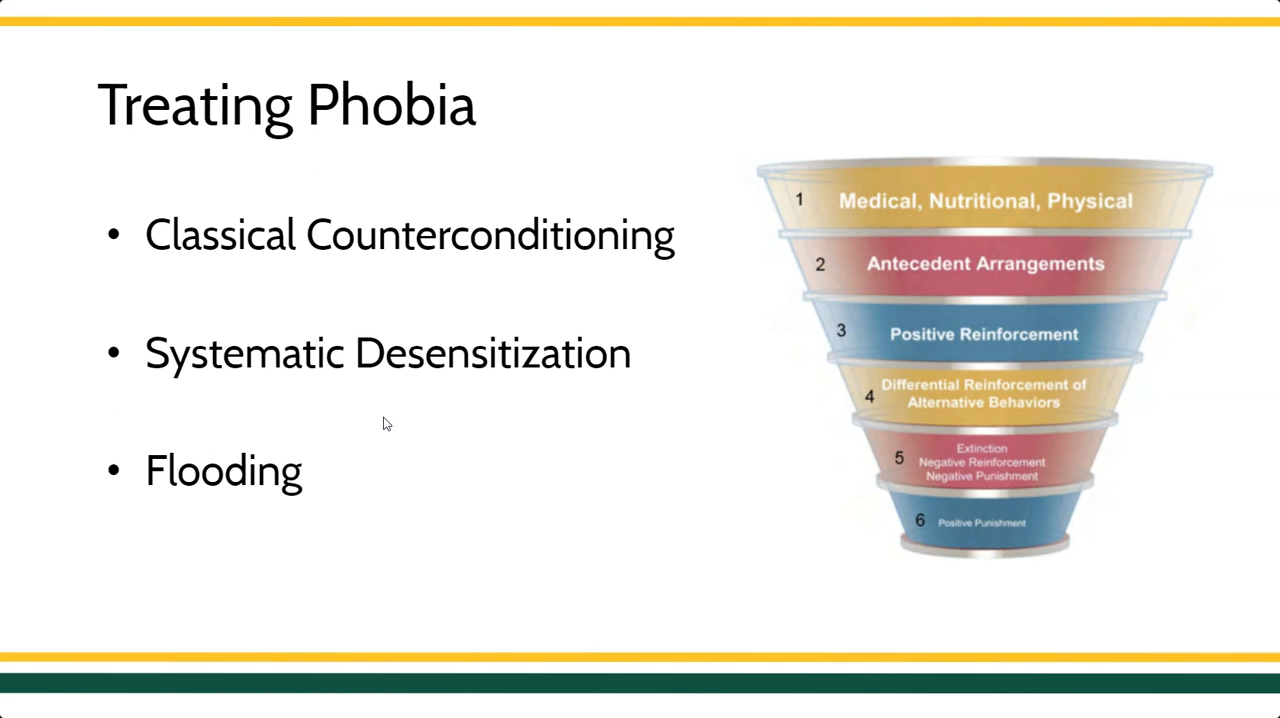 Treating Phobia
• Classical Counterconditioning
• Systematic Desensitization
• Flooding
1 Medical, Nutritional, Physical
2 Antecedent Arrangements
3 Positive Reinforcement
4 Differential Reinforcement of
Alternative Behaviors
5 Extinction
Negative Reinforcement
Negative Punishment
6 Positive Punishment